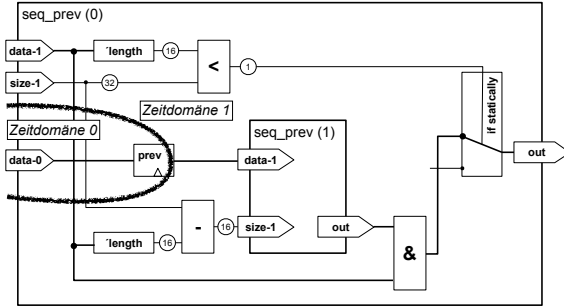 seq_prev (0)
data-1
´length
16
<
1
size-1
32
if statically
Zeitdomäne 1
Zeitdomäne 0
seq_prev (1)
prev
data-0
data-1
out
-
16
size-1
out
´length
16
&